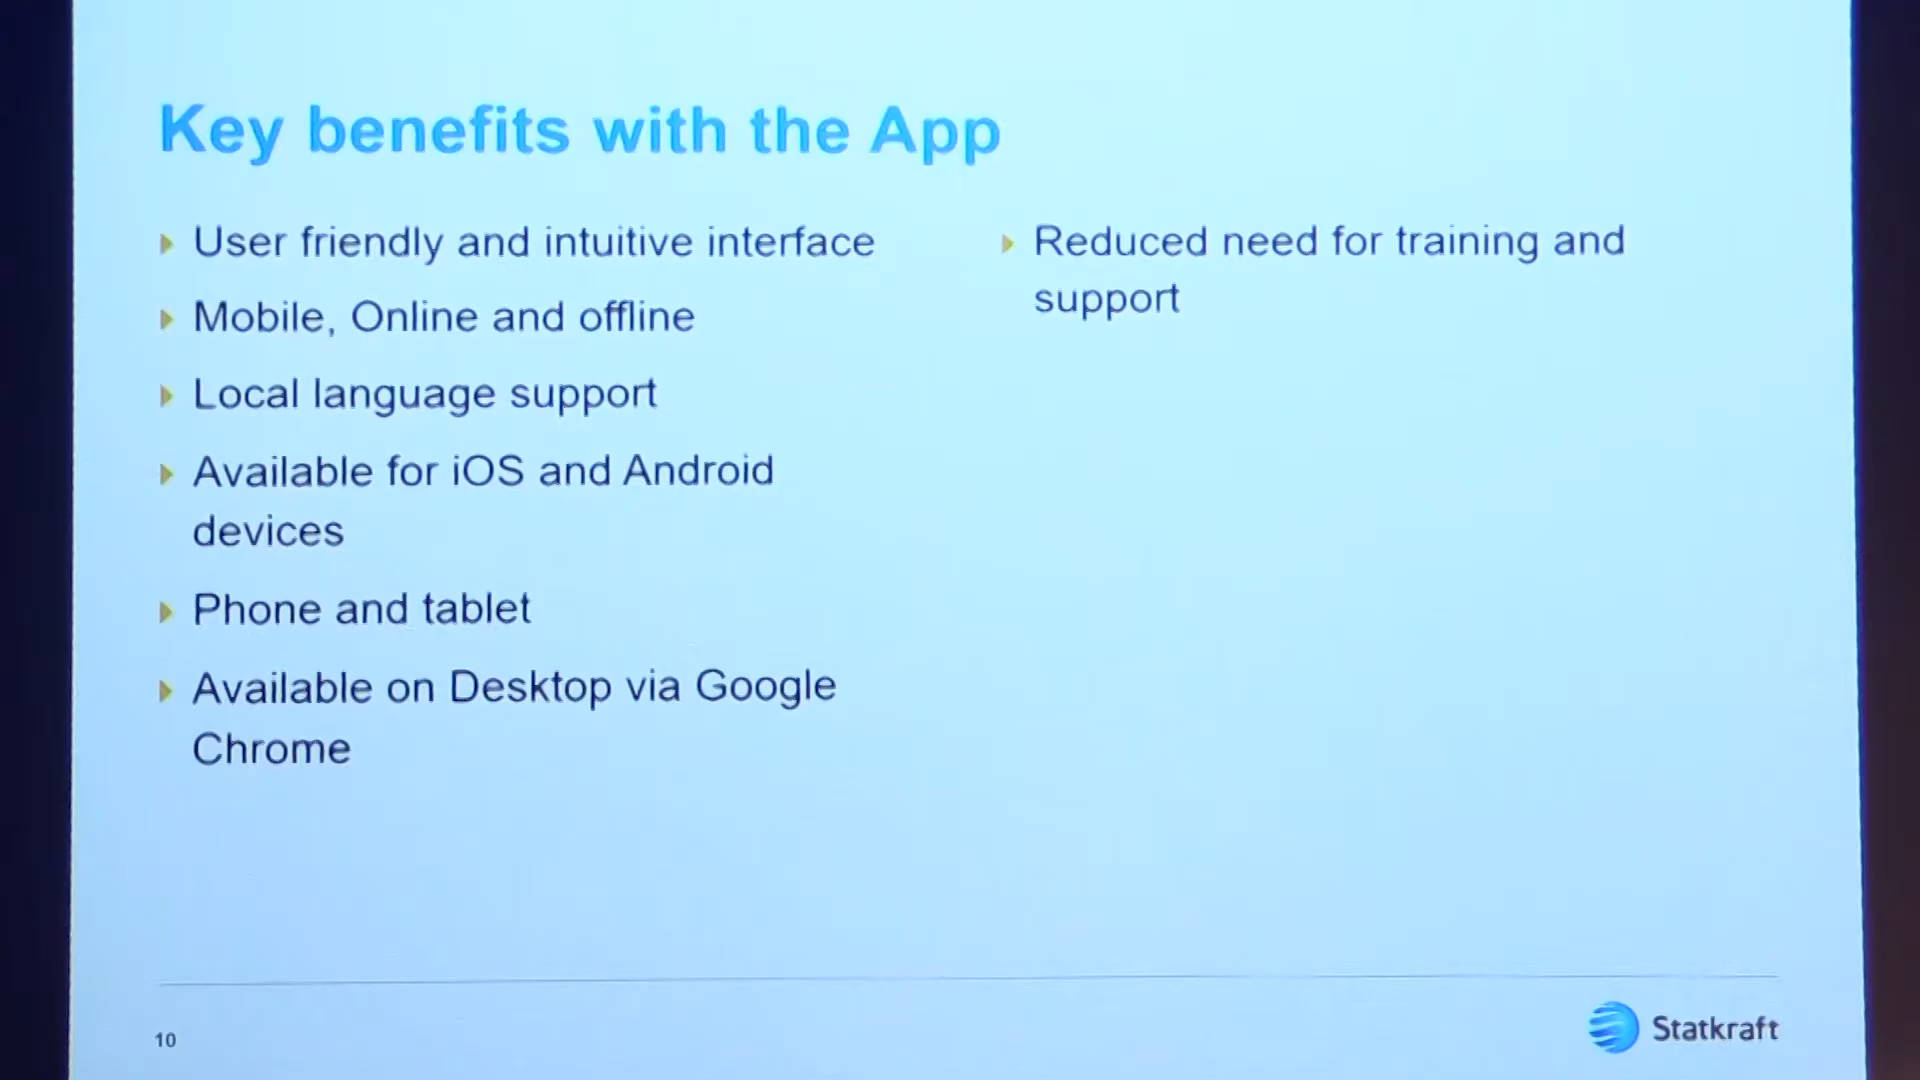 Key benefits with the App
User friendly and intuitive interface
Mobile, Online and offline
Local language support
Available for iOS and Android
devices
Phone and tablet
Available on Desktop via Google
Chrome
Reduced need for training and
support
10
Statkraft